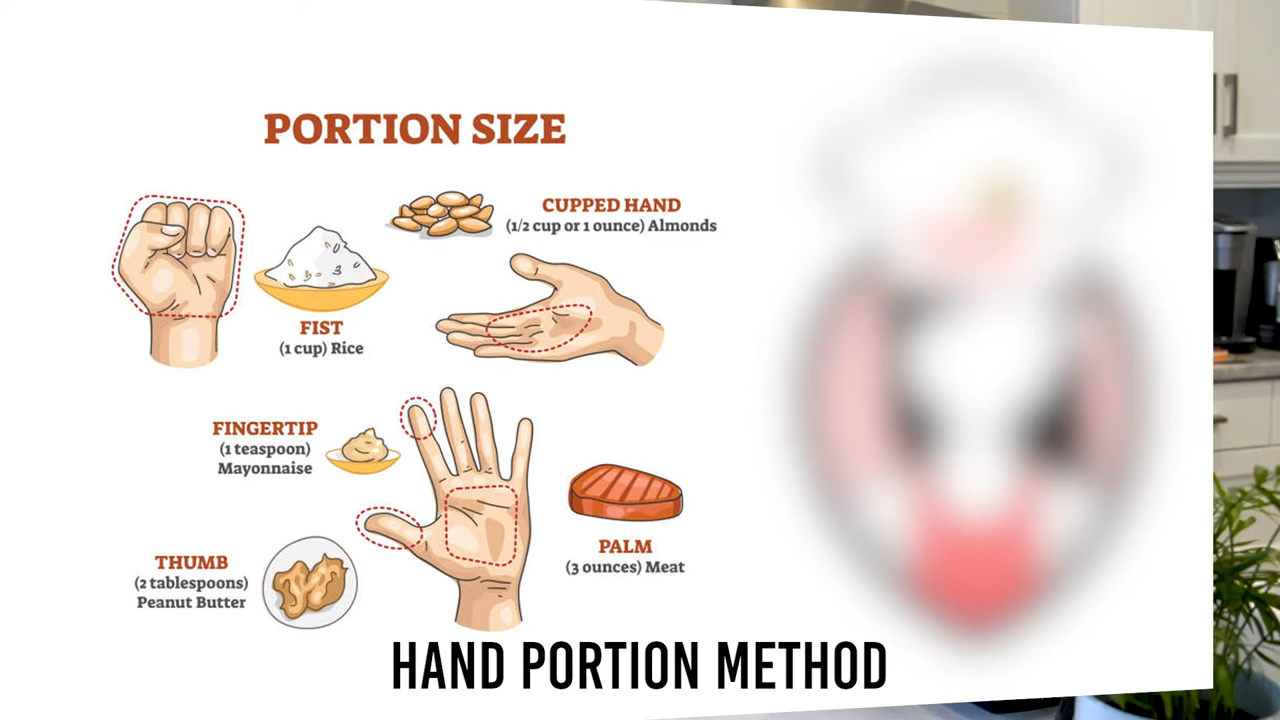 PORTION SIZE
CUPPED HAND
(1/2 cup or 1 ounce) Almonds
FIST
(1 cup) Rice
FINGERTIP
(1 teaspoon)
Mayonnaise
THUMB
(2 tablespoons)
Peanut Butter
PALM
(3 ounces) Meat
HAND PORTION METHOD